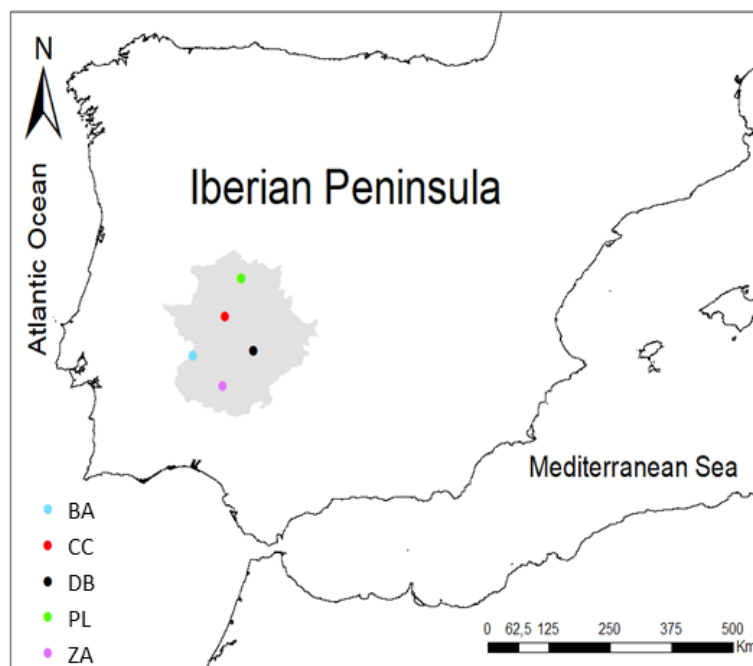 N
Atlantic Ocean
Iberian Peninsula
Mediterranean Sea
BA
CC
DB
PL
ZA
0 62,5 125 250 375 500
Km